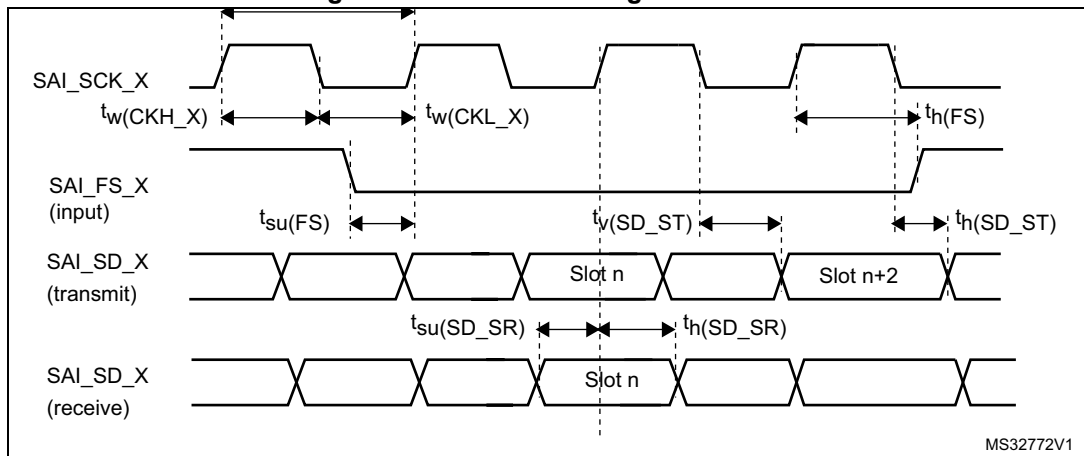 SAI_SCK_X
tw(CKH_X) tw(CKL_X) th(FS)
SAI_FS_X
(input)
tsu(FS) tv(SD_ST) th(SD_ST)
SAI_SD_X
(transmit)
Slot n Slot n+2
tsu(SD_SR) th(SD_SR)
SAI_SD_X
(receive)
Slot n
MS32772V1